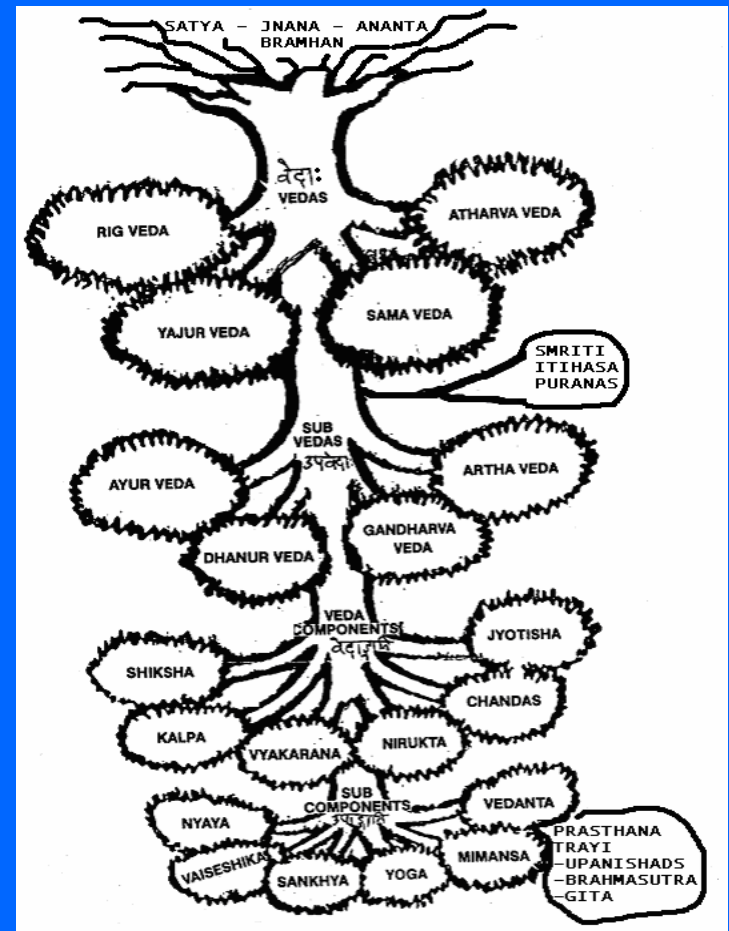 SATYA - JNANA - ANANTA
BRAMHAN
वेदाः
VEDAS
RIG VEDA
ATHARVA VEDA
YAJUR VEDA
SAMA VEDA
SMRITI
ITIHASA
PURANAS
SUB
VEDAS
उपवेदाः
AYUR VEDA
ARTHA VEDA
DHANUR VEDA
GANDHARVA
VEDA
VEDA
COMPONENTS
JYOTISHA
SHIKSHA
CHANDAS
KALPA
VYAKARANA
NIRUKTA
SUB
COMPONENTS
NYAYA
VEDANTA
VAISESHIKA
SANKHYA
YOGA
MIMANSA
PRASTHANA
TRAYI
-UPANISHADS
-BRAHMASUTRA
-GITA